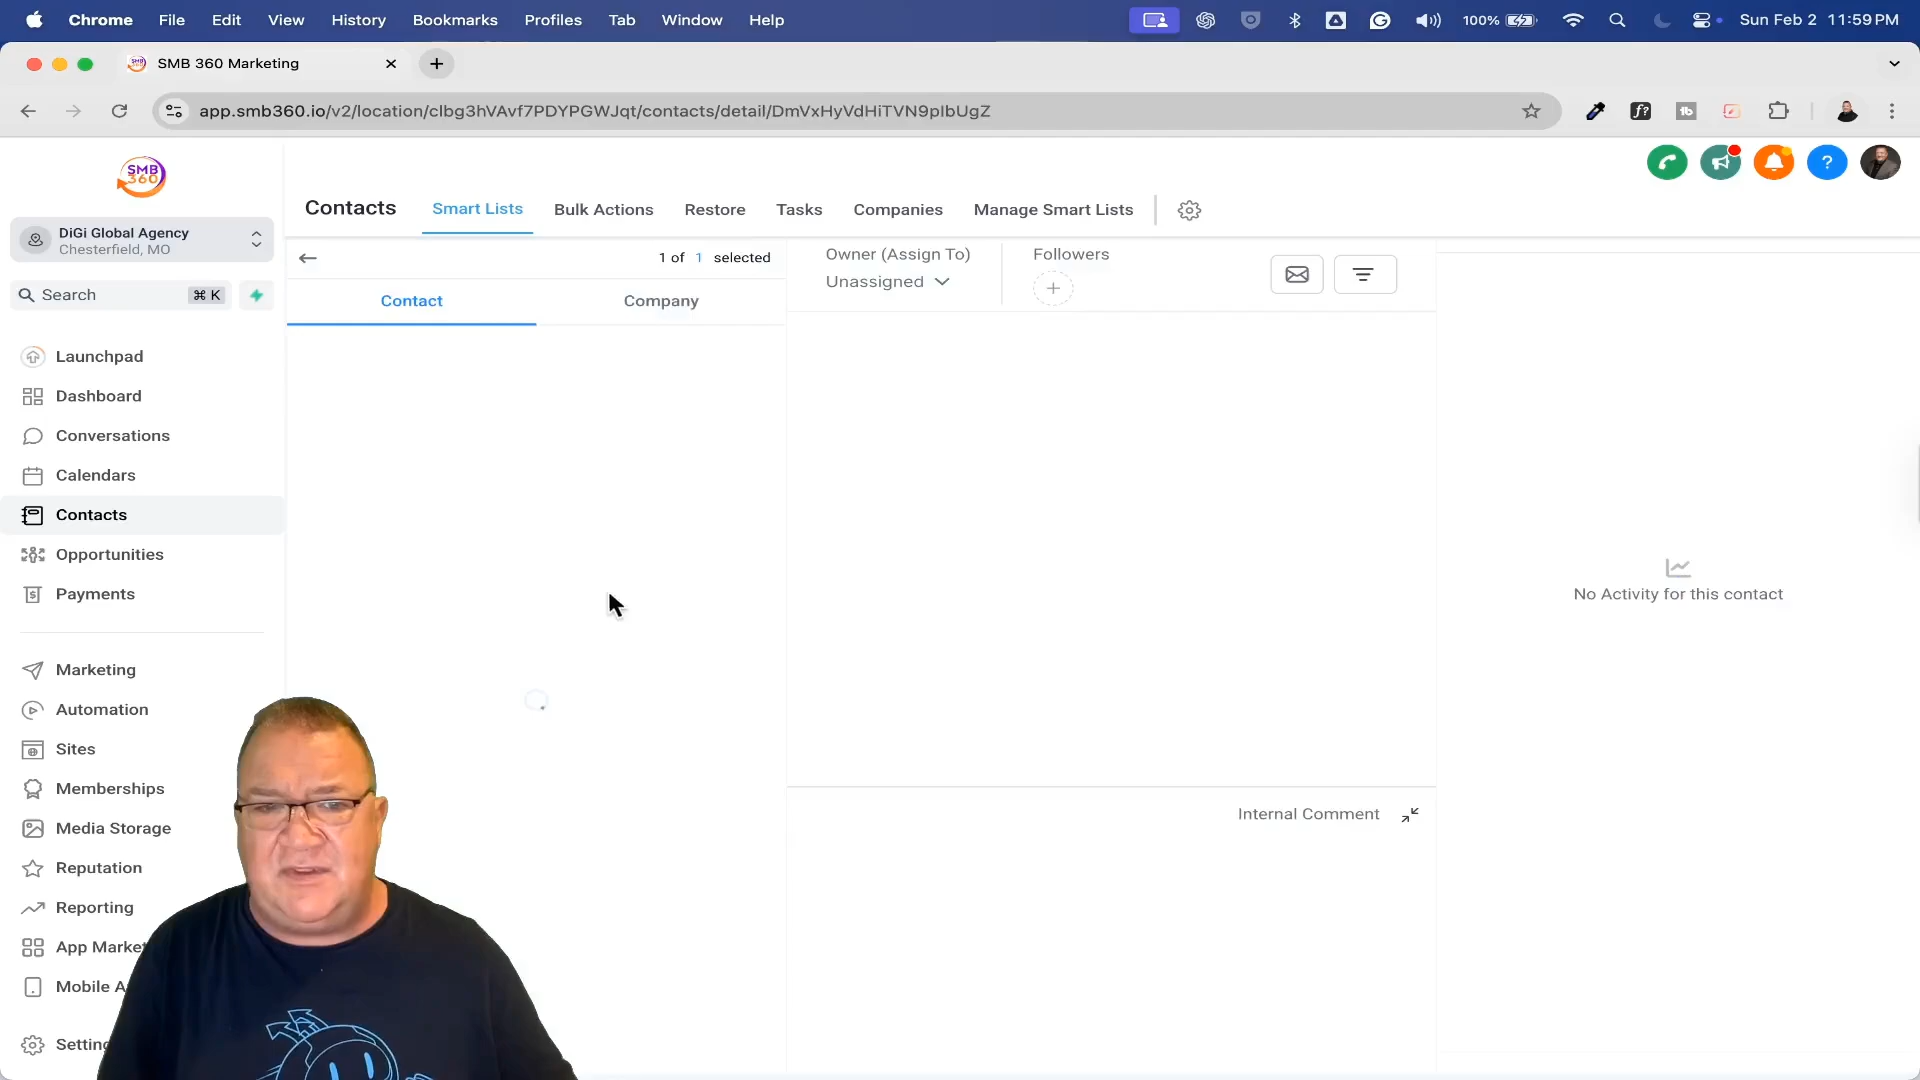 Chrome File Edit View History Bookmarks Profiles Tab Window Help 100% Sun Feb 2 11:59 PM
SMB 360 Marketing
app.smb360.io/v2/location/clbg3hVAvf7PDYPGWJqt/contacts/detail/DmVxHyVdHiTVN9pIbUgZ
SMB
360
Contacts Smart Lists Bulk Actions Restore Tasks Companies Manage Smart Lists
DiGi Global Agency
Chesterfield, MO
Search ⌘ K
Launchpad
Dashboard
Conversations
Calendars
Contacts
Opportunities
Payments
Marketing
Automation
Sites
Memberships
Media Storage
Reputation
Reporting
App Market
Mobile A
Setting
1 of 1 selected
Contact Company
Owner (Assign To)
Unassigned
Followers
Internal Comment
No Activity for this contact